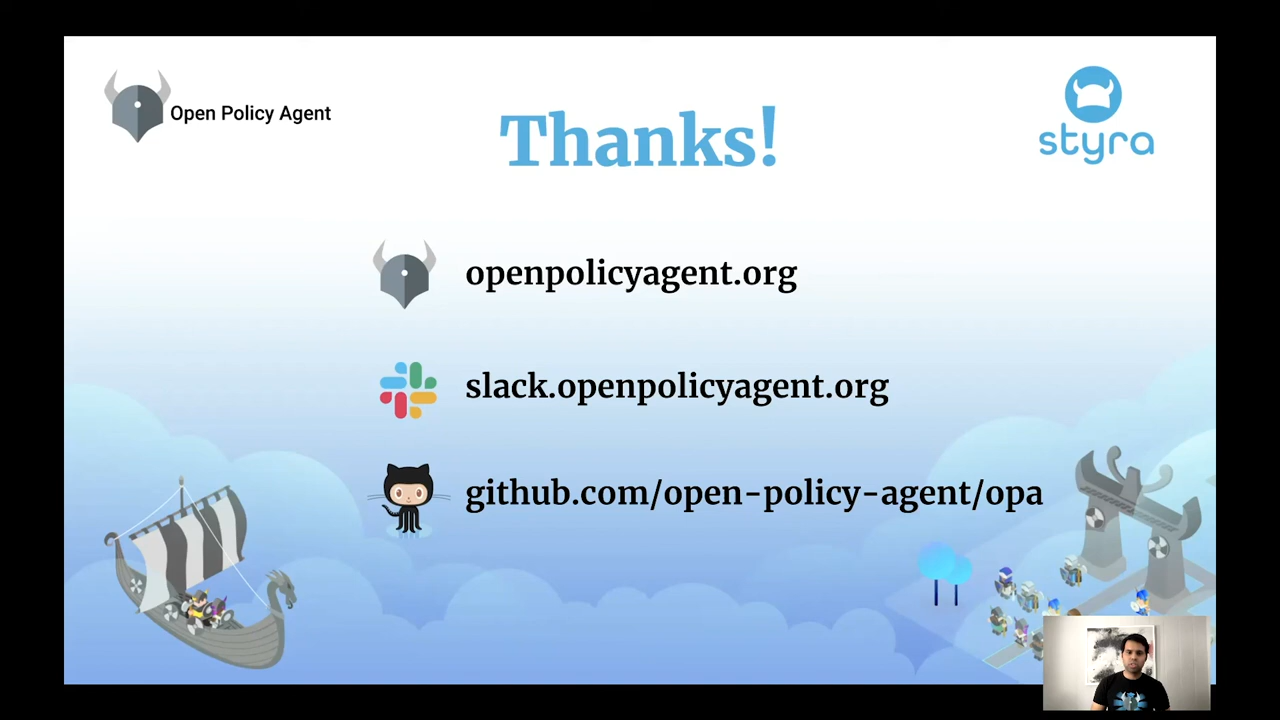 Open Policy Agent
Thanks!
styra
openpolicyagent.org
slack.openpolicyagent.org
github.com/open-policy-agent/opa